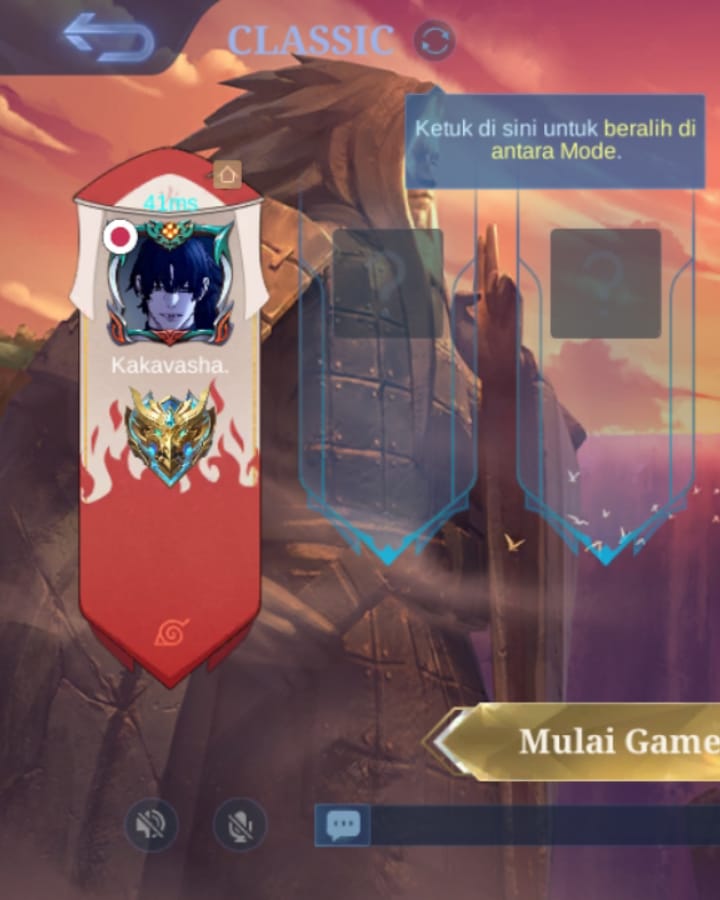 CLASSIC
Ketuk di sini untuk beralih di
antara Mode.
41ms
Kakavasha.
Mulai Game